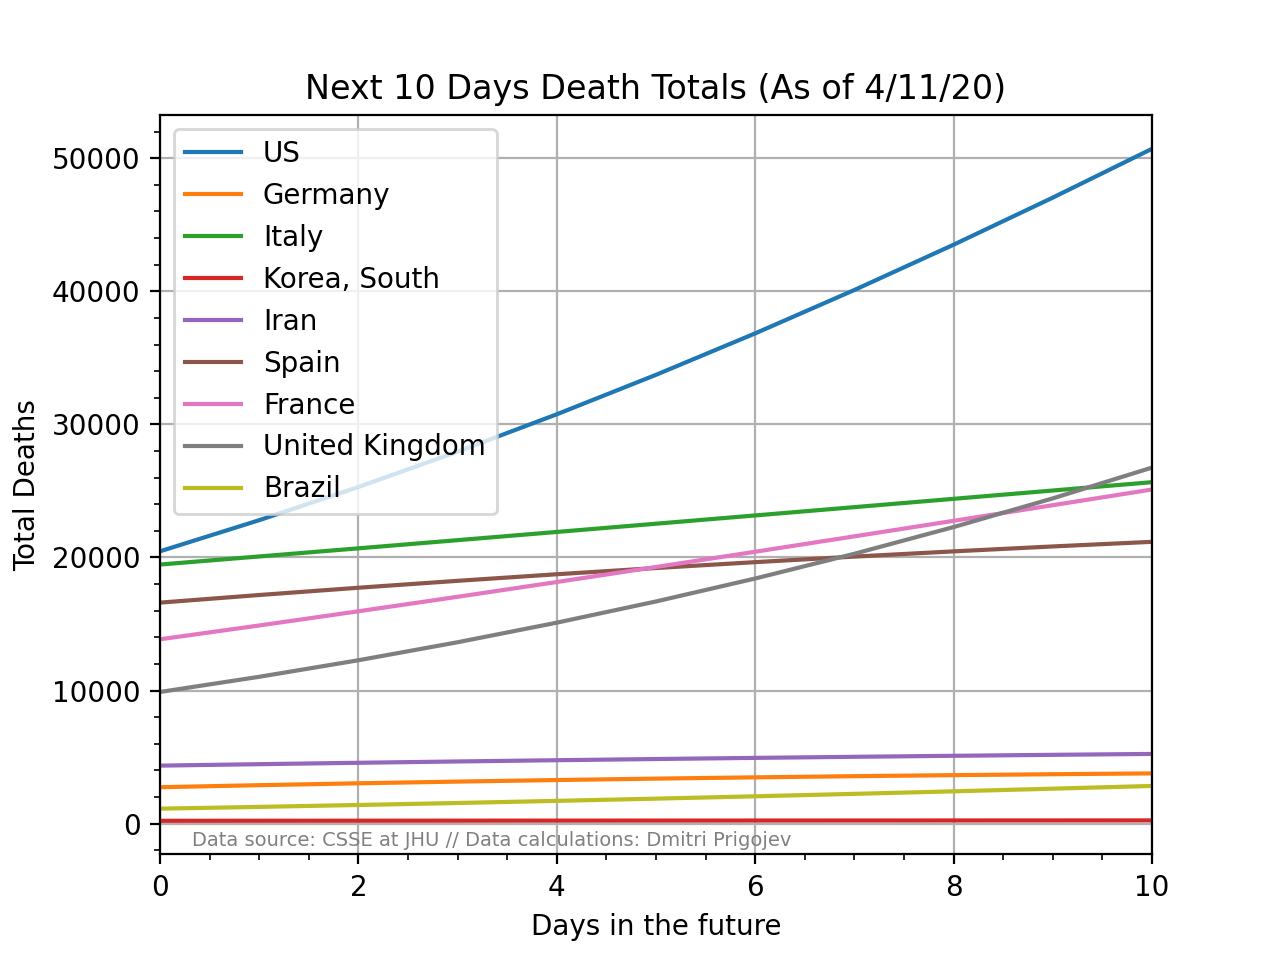 Next 10 Days Death Totals (As of 4/11/20)
50000
40000
30000
20000
10000
0
Total Deaths
US
Germany
Italy
Korea, South
Iran
Spain
France
United Kingdom
Brazil
Data source: CSSE at JHU // Data calculations: Dmitri Prigojev
0 2 4 6 8 10
Days in the future